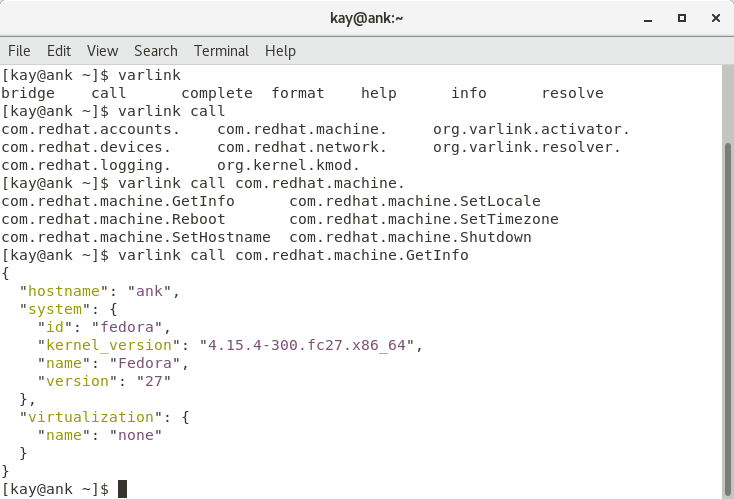 kay@ank:~
File Edit View Search Terminal Help
[kay@ank ~]$ varlink
bridge    call      complete  format    help      info      resolve
[kay@ank ~]$ varlink call
com.redhat.accounts.    com.redhat.machine.     org.varlink.activator.
com.redhat.devices.     com.redhat.network.     org.varlink.resolver.
com.redhat.logging.     org.kernel.kmod.
[kay@ank ~]$ varlink call com.redhat.machine.
com.redhat.machine.GetInfo      com.redhat.machine.SetLocale
com.redhat.machine.Reboot       com.redhat.machine.SetTimezone
com.redhat.machine.SetHostname  com.redhat.machine.Shutdown
[kay@ank ~]$ varlink call com.redhat.machine.GetInfo
{
  "hostname": "ank",
  "system": {
    "id": "fedora",
    "kernel_version": "4.15.4-300.fc27.x86_64",
    "name": "Fedora",
    "version": "27"
  },
  "virtualization": {
    "name": "none"
  }
}
[kay@ank ~]$